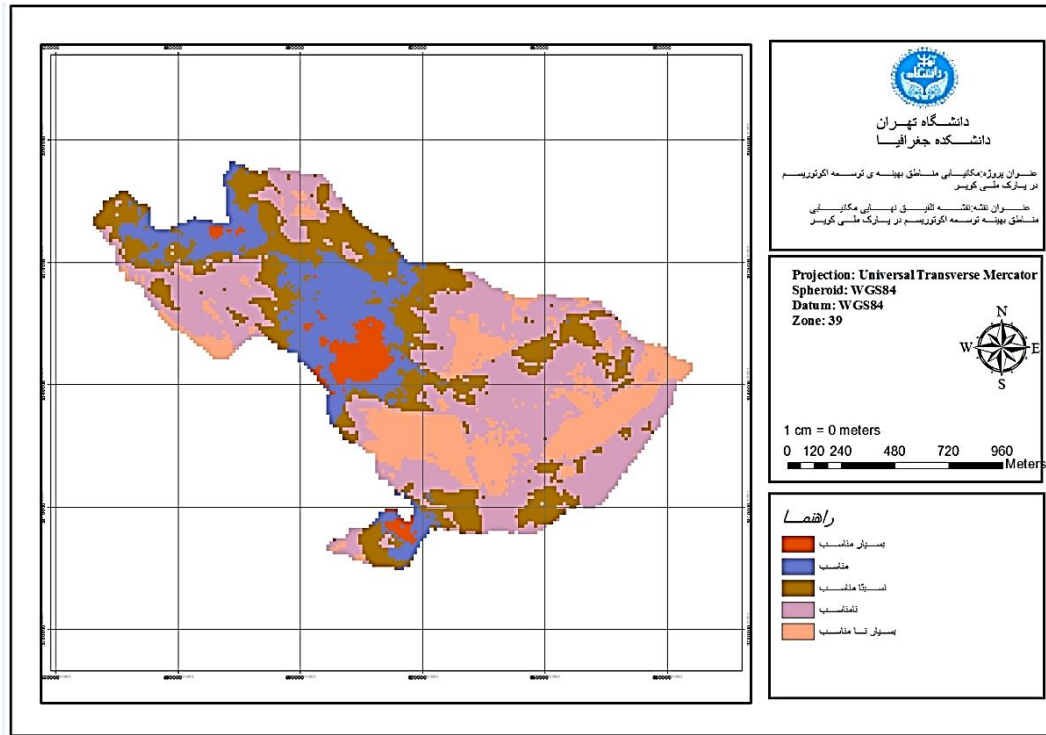 دانشگاه تهران
دانشکده جغرافیا
عنوان پروژه:مکانیابی مناطق بهینه ی توسعه اکوتوریسم
در پارک ملی کویر
عنوان نقشه:نقشه تلفیق نهایی مکانیابی
مناطق بهینه توسعه اکوتوریسم در پارک ملی کویر
Projection: Universal Transverse Mercator
Spheroid: WGS84
Datum: WGS84
Zone: 39
N
W E
S
1 cm = 0 meters
0 120 240 480 720 960
Meters
راهنما
بسیار مناسب
مناسب
نسبتا مناسب
نامناسب
بسیار نا مناسب